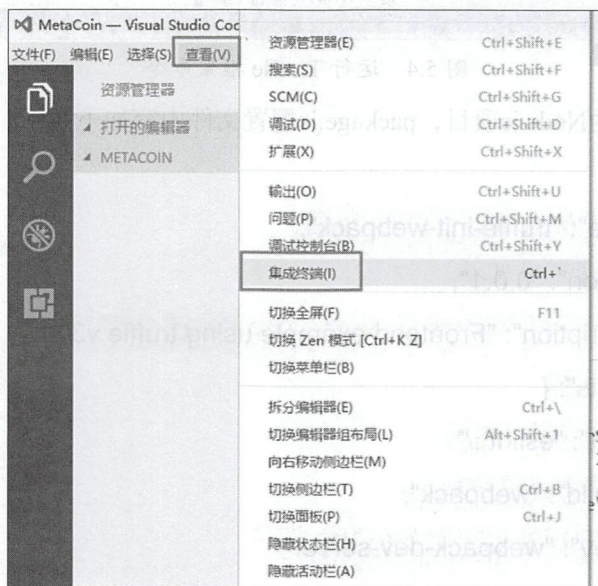 MetaCoin — Visual Studio Cod
文件(F) 编辑(E) 选择(S) 查看(V)
资源管理器
打开的编辑器
METACOIN
资源管理器(E) Ctrl+Shift+E
搜索(S) Ctrl+Shift+F
SCM(C) Ctrl+Shift+G
调试(D) Ctrl+Shift+D
扩展(X) Ctrl+Shift+X
输出(O) Ctrl+Shift+U
问题(P) Ctrl+Shift+M
调试控制台(B) Ctrl+Shift+Y
集成终端(I) Ctrl+`
切换全屏(F) F11
切换 Zen 模式 [Ctrl+K Z]
切换菜单栏(B)
拆分编辑器(E) Ctrl+\
切换编辑器组布局(L) Alt+Shift+1
向右移动侧边栏(M)
切换侧边栏(T) Ctrl+B
切换面板(P) Ctrl+J
隐藏状态栏(H)
隐藏活动栏(A)